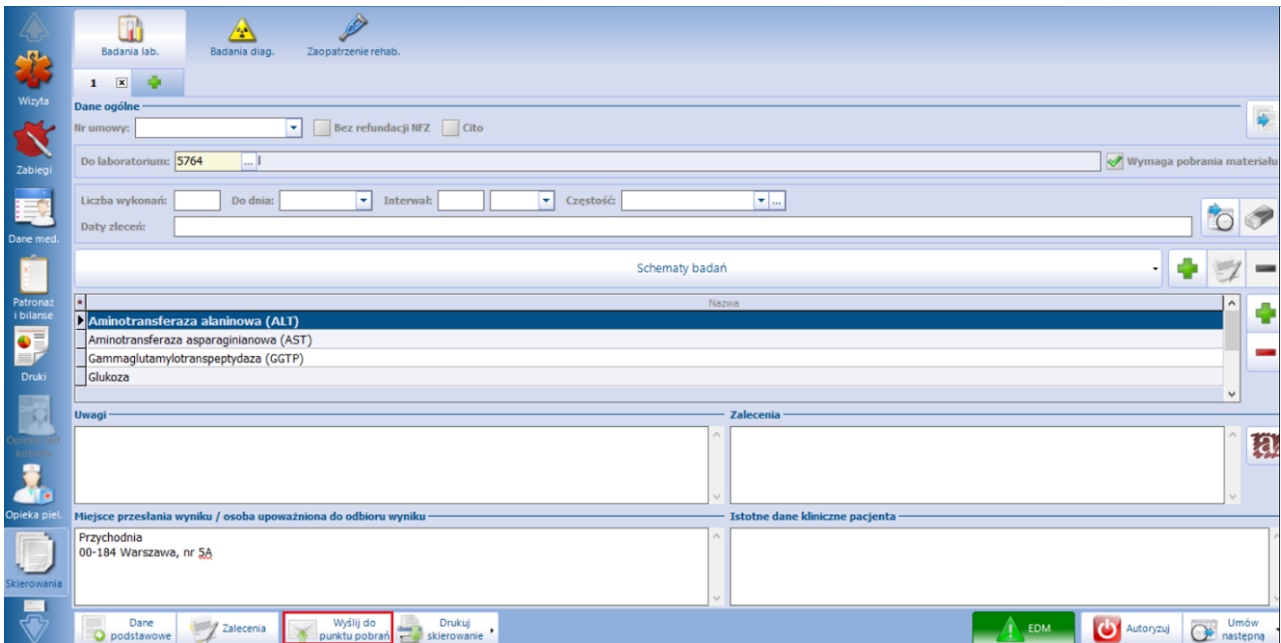 Badania lab. Badania diag. Zaopatrzenie rehab.
1
Wizyta
Dane ogólne
Nr umowy: Bez refundacji NFZ Cito
Zabiegi
Do laboratorium: 5764 ... Wymaga pobrania materiału
Liczba wykonań: Do dnia: Interwał: Częstość: ...
Dane med.
Daty zleceń:
Schematy badań
Patronaż
i bilanse
Nazwa
Aminotransferaza alaninowa (ALT)
Aminotransferaza asparaginianowa (AST)
Gammaglutamylotranspeptydaza (GGTP)
Druki
Glukoza
Uwagi Zalecenia
Opieka piel.
Miejsce przesłania wyniku / osoba upoważniona do odbioru wyniku Istotne dane kliniczne pacjenta
Przychodnia
00-184 Warszawa, nr 5A
Skierowania
Dane podstawowe
Zalecenia
Wyślij do
punktu pobrań
Drukuj
skierowanie
EDM
Autoryzuj
Umów
następną